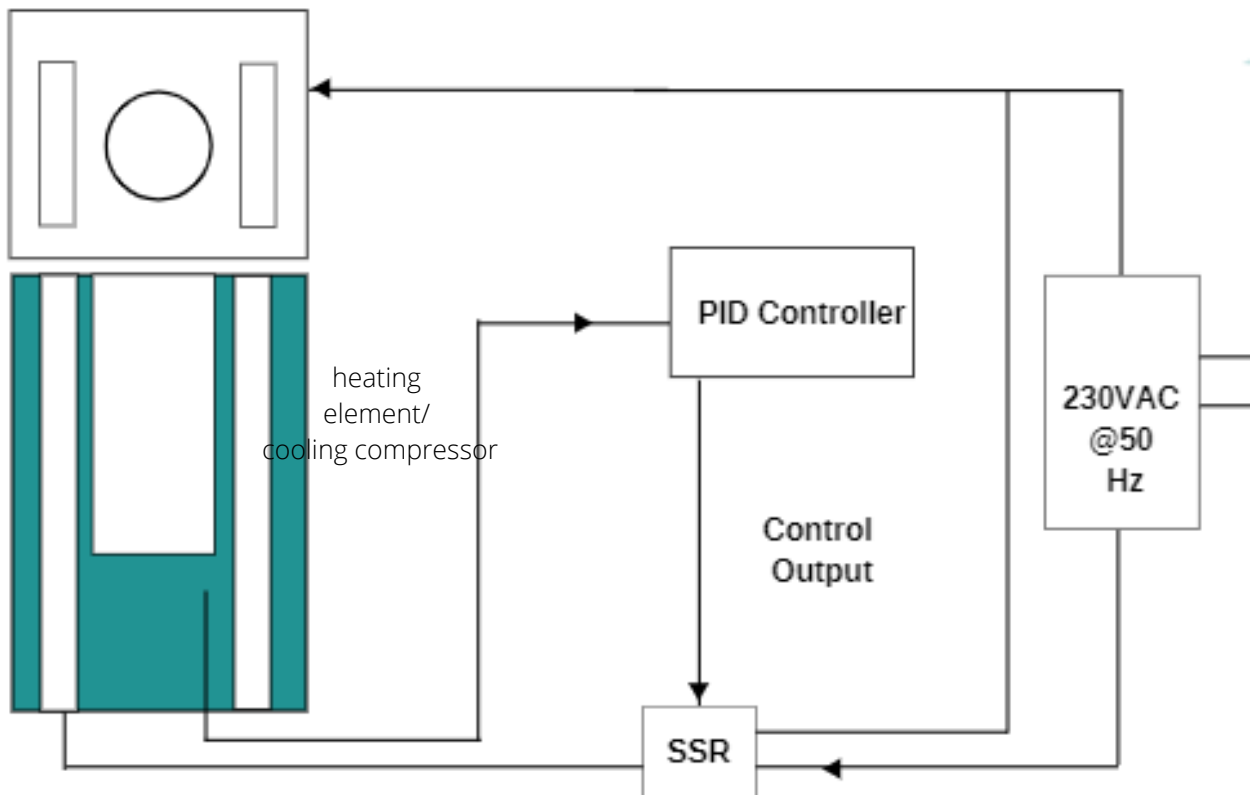 PID Controller
heating
element/
cooling compressor
230VAC
@50
Hz
Control
Output
SSR